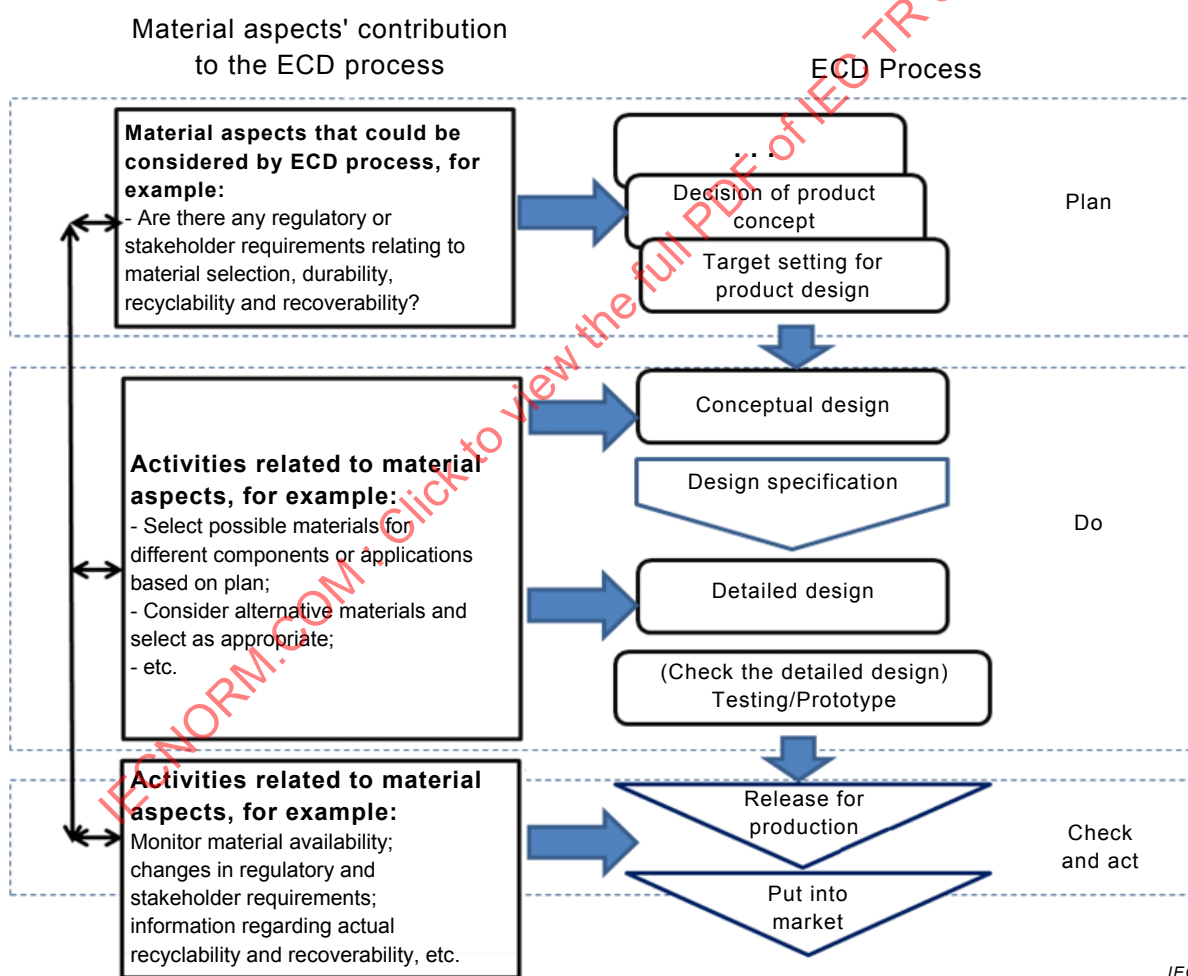 Material aspects' contribution
to the ECD process
ECD Process
Material aspects that could be
considered by ECD process, for
example:
- Are there any regulatory or
stakeholder requirements relating to
material selection, durability,
recyclability and recoverability?
. . .
Decision of product
concept
Target setting for
product design
Plan
Activities related to material
aspects, for example:
- Select possible materials for
different components or applications
based on plan;
- Consider alternative materials and
select as appropriate;
- etc.
Conceptual design
Design specification
Detailed design
(Check the detailed design)
Testing/Prototype
Do
Activities related to material
aspects, for example:
Monitor material availability;
changes in regulatory and
stakeholder requirements;
information regarding actual
recyclability and recoverability, etc.
Release for
production
Put into
market
Check
and act
IECNORM.COM : Click to view the full PDF of IEC TR